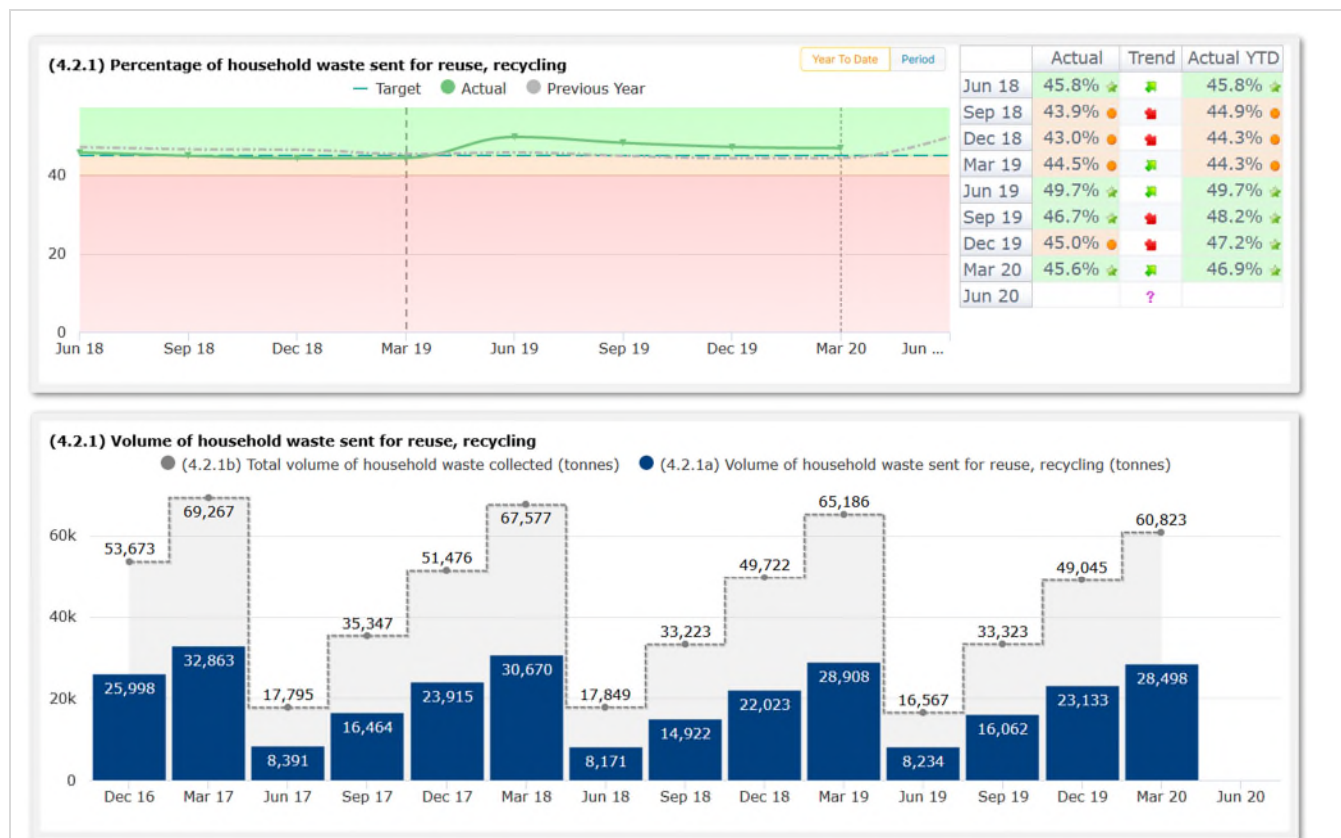 (4.2.1) Percentage of household waste sent for reuse, recycling
Year To Date Period
Target Actual Previous Year
40
20
0
Jun 18 Sep 18 Dec 18 Mar 19 Jun 19 Sep 19 Dec 19 Mar 20 Jun ...
Actual Trend Actual YTD
Jun 18 45.8% 45.8%
Sep 18 43.9% 44.9%
Dec 18 43.0% 44.3%
Mar 19 44.5% 44.3%
Jun 19 49.7% 49.7%
Sep 19 46.7% 48.2%
Dec 19 45.0% 47.2%
Mar 20 45.6% 46.9%
Jun 20 ?
(4.2.1) Volume of household waste sent for reuse, recycling
(4.2.1b) Total volume of household waste collected (tonnes) (4.2.1a) Volume of household waste sent for reuse, recycling (tonnes)
60k
40k
20k
0
53,673 69,267 17,795 35,347 51,476 67,577 17,849 33,223 49,722 65,186 16,567 33,323 49,045 60,823
25,998 32,863 8,391 16,464 23,915 30,670 8,171 14,922 22,023 28,908 8,234 16,062 23,133 28,498
Dec 16 Mar 17 Jun 17 Sep 17 Dec 17 Mar 18 Jun 18 Sep 18 Dec 18 Mar 19 Jun 19 Sep 19 Dec 19 Mar 20 Jun 20